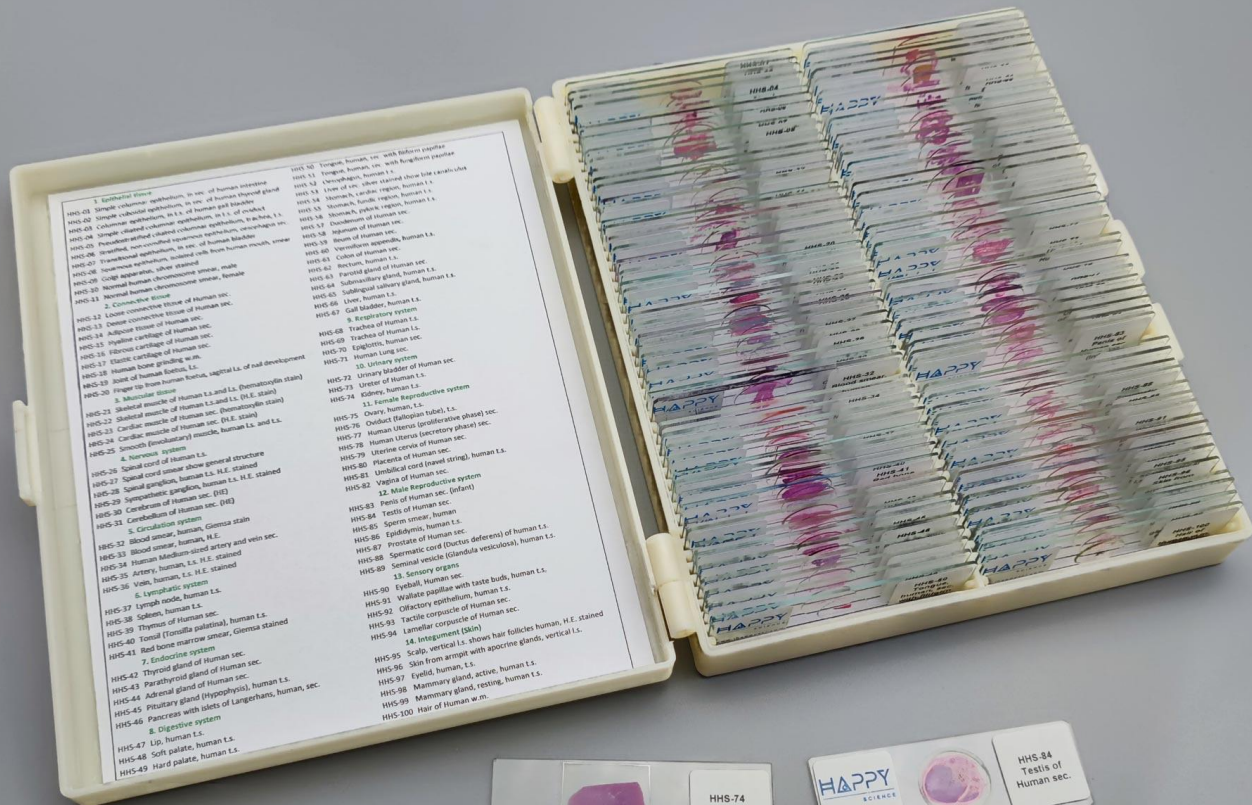 1. Epithelial tissue
HHS-01 Simple columnar epithelium, in sec. of human intestine
HHS-02 Simple cuboidal epithelium, in sec. of human thyroid gland
HHS-03 Columnar epithelium, in t.s. of human gall bladder
HHS-04 Simple ciliated columnar epithelium, in t.s. of oviduct
HHS-05 Pseudostratified ciliated columnar epithelium, trachea, t.s.
HHS-06 Stratified, non-cornified squamous epithelium, oesophagus sec.
HHS-07 Transitional epithelium, in sec. of human bladder
HHS-08 Squamous epithelium, isolated cells from human mouth, smear
HHS-09 Golgi apparatus, silver stained
HHS-10 Normal human chromosome smear, male
HHS-11 Normal human chromosome smear, female
2. Connective tissue
HHS-12 Loose connective tissue of Human sec.
HHS-13 Dense connective tissue of Human sec.
HHS-14 Adipose tissue of Human sec.
HHS-15 Hyaline cartilage of Human sec.
HHS-16 Fibrous cartilage of Human sec.
HHS-17 Elastic cartilage of Human sec.
HHS-18 Human bone grinding w.m.
HHS-19 Joint of human foetus, l.s.
HHS-20 Finger tip from human foetus, sagittal l.s. of nail development
3. Muscular tissue
HHS-21 Skeletal muscle of Human t.s.and l.s. (hematoxylin stain)
HHS-22 Skeletal muscle of Human t.s.and l.s. (H.E. stain)
HHS-23 Cardiac muscle of Human sec. (hematoxylin stain)
HHS-24 Cardiac muscle of Human sec. (H.E. stain)
HHS-25 Smooth (involuntary) muscle, human l.s. and t.s.
4. Nervous system
HHS-26 Spinal cord of Human t.s.
HHS-27 Spinal cord smear show general structure
HHS-28 Spinal ganglion, human t.s. H.E. stained
HHS-29 Sympathetic ganglion, human t.s. H.E. stained
HHS-30 Cerebrum of Human sec. (HE)
HHS-31 Cerebellum of Human sec. (HE)
5. Circulation system
HHS-32 Blood smear, human, Giemsa stain
HHS-33 Blood smear, human, H.E.
HHS-34 Human Medium-sized artery and vein sec.
HHS-35 Artery, human, t.s. H.E. stained
HHS-36 Vein, human, t.s. H.E. stained
6. Lymphatic system
HHS-37 Lymph node, human t.s.
HHS-38 Spleen, human t.s.
HHS-39 Thymus of Human sec.
HHS-40 Tonsil (Tonsilla palatina), human t.s.
HHS-41 Red bone marrow smear, Giemsa stained
7. Endocrine system
HHS-42 Thyroid gland of Human sec.
HHS-43 Parathyroid gland of Human sec.
HHS-44 Adrenal gland of Human sec.
HHS-45 Pituitary gland (Hypophysis), human t.s.
HHS-46 Pancreas with islets of Langerhans, human, sec.
8. Digestive system
HHS-47 Lip, human t.s.
HHS-48 Soft palate, human t.s.
HHS-49 Hard palate, human t.s.
HHS-50 Tongue, human, sec. with filiform papillae
HHS-51 Tongue, human, sec. with fungiform papillae
HHS-52 Oesophagus, human t.s.
HHS-53 Liver of sec. silver stained show bile canaliculus
HHS-54 Stomach, cardiac region, human t.s.
HHS-55 Stomach, fundic region, human t.s.
HHS-56 Stomach, pyloric region, human t.s.
HHS-57 Duodenum of Human sec.
HHS-58 Jejunum of Human sec.
HHS-59 Ileum of Human sec.
HHS-60 Vermiform appendix, human t.s.
HHS-61 Colon of Human sec.
HHS-62 Rectum, human t.s.
HHS-63 Parotid gland of Human sec.
HHS-64 Submaxillary gland, human t.s.
HHS-65 Sublingual salivary gland, human t.s.
HHS-66 Liver, human t.s.
HHS-67 Gall bladder, human t.s.
9. Respiratory system
HHS-68 Trachea of Human t.s.
HHS-69 Trachea of Human l.s.
HHS-70 Epiglottis, human sec.
HHS-71 Human Lung sec.
10. Urinary system
HHS-72 Urinary bladder of Human sec.
HHS-73 Ureter of Human t.s.
HHS-74 Kidney, human t.s.
11. Female Reproductive system
HHS-75 Ovary, human, t.s.
HHS-76 Oviduct (fallopian tube), t.s.
HHS-77 Human Uterus (proliferative phase) sec.
HHS-78 Human Uterus (secretory phase) sec.
HHS-79 Uterine cervix of Human sec.
HHS-80 Placenta of Human sec.
HHS-81 Umbilical cord (navel string), human t.s.
HHS-82 Vagina of Human sec.
12. Male Reproductive system
HHS-83 Penis of Human sec. (infant)
HHS-84 Testis of Human sec.
HHS-85 Sperm smear, human
HHS-86 Epididymis, human t.s.
HHS-87 Prostate of Human sec.
HHS-88 Spermatic cord (Ductus deferens) of human t.s.
HHS-89 Seminal vesicle (Glandula vesiculosa), human t.s.
13. Sensory organs
HHS-90 Eyeball, Human sec.
HHS-91 Wallate papillae with taste buds, human t.s.
HHS-92 Olfactory epithelium, human t.s.
HHS-93 Tactile corpuscle of Human sec.
HHS-94 Lamellar corpuscle of Human sec.
14. Integument (Skin)
HHS-95 Scalp, vertical l.s. shows hair follicles human, H.E. stained
HHS-96 Skin from armpit with apocrine glands, vertical l.s.
HHS-97 Eyelid, human, t.s.
HHS-98 Mammary gland, active, human t.s.
HHS-99 Mammary gland, resting, human t.s.
HHS-100 Hair of Human w.m.
HHS-04
HAPPY
HAPPY
HAPPY
HHS-32
HAPPY
HHS-41
HHS-50
Tongue,
HAPPY
SCIENCE
HHS-100
HAPPY
HHS-74
HAPPY
SCIENCE
HHS-84
Testis of
Human sec.